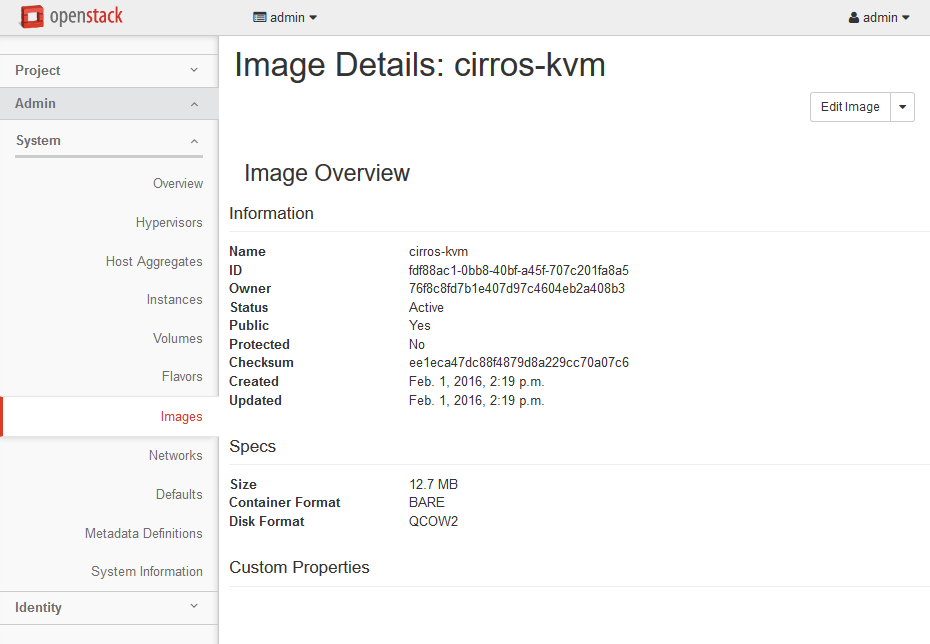 openstack
admin
admin
Project
Admin
System
Overview
Hypervisors
Host Aggregates
Instances
Volumes
Flavors
Images
Networks
Defaults
Metadata Definitions
System Information
Identity
Image Details: cirros-kvm
Edit Image
Image Overview
Information
Name cirros-kvm
ID fdf88ac1-0bb8-40bf-a45f-707c201fa8a5
Owner 76f8c8fd7b1e407d97c4604eb2a408b3
Status Active
Public Yes
Protected No
Checksum ee1eca47dc88f4879d8a229cc70a07c6
Created Feb. 1, 2016, 2:19 p.m.
Updated Feb. 1, 2016, 2:19 p.m.
Specs
Size 12.7 MB
Container Format BARE
Disk Format QCOW2
Custom Properties